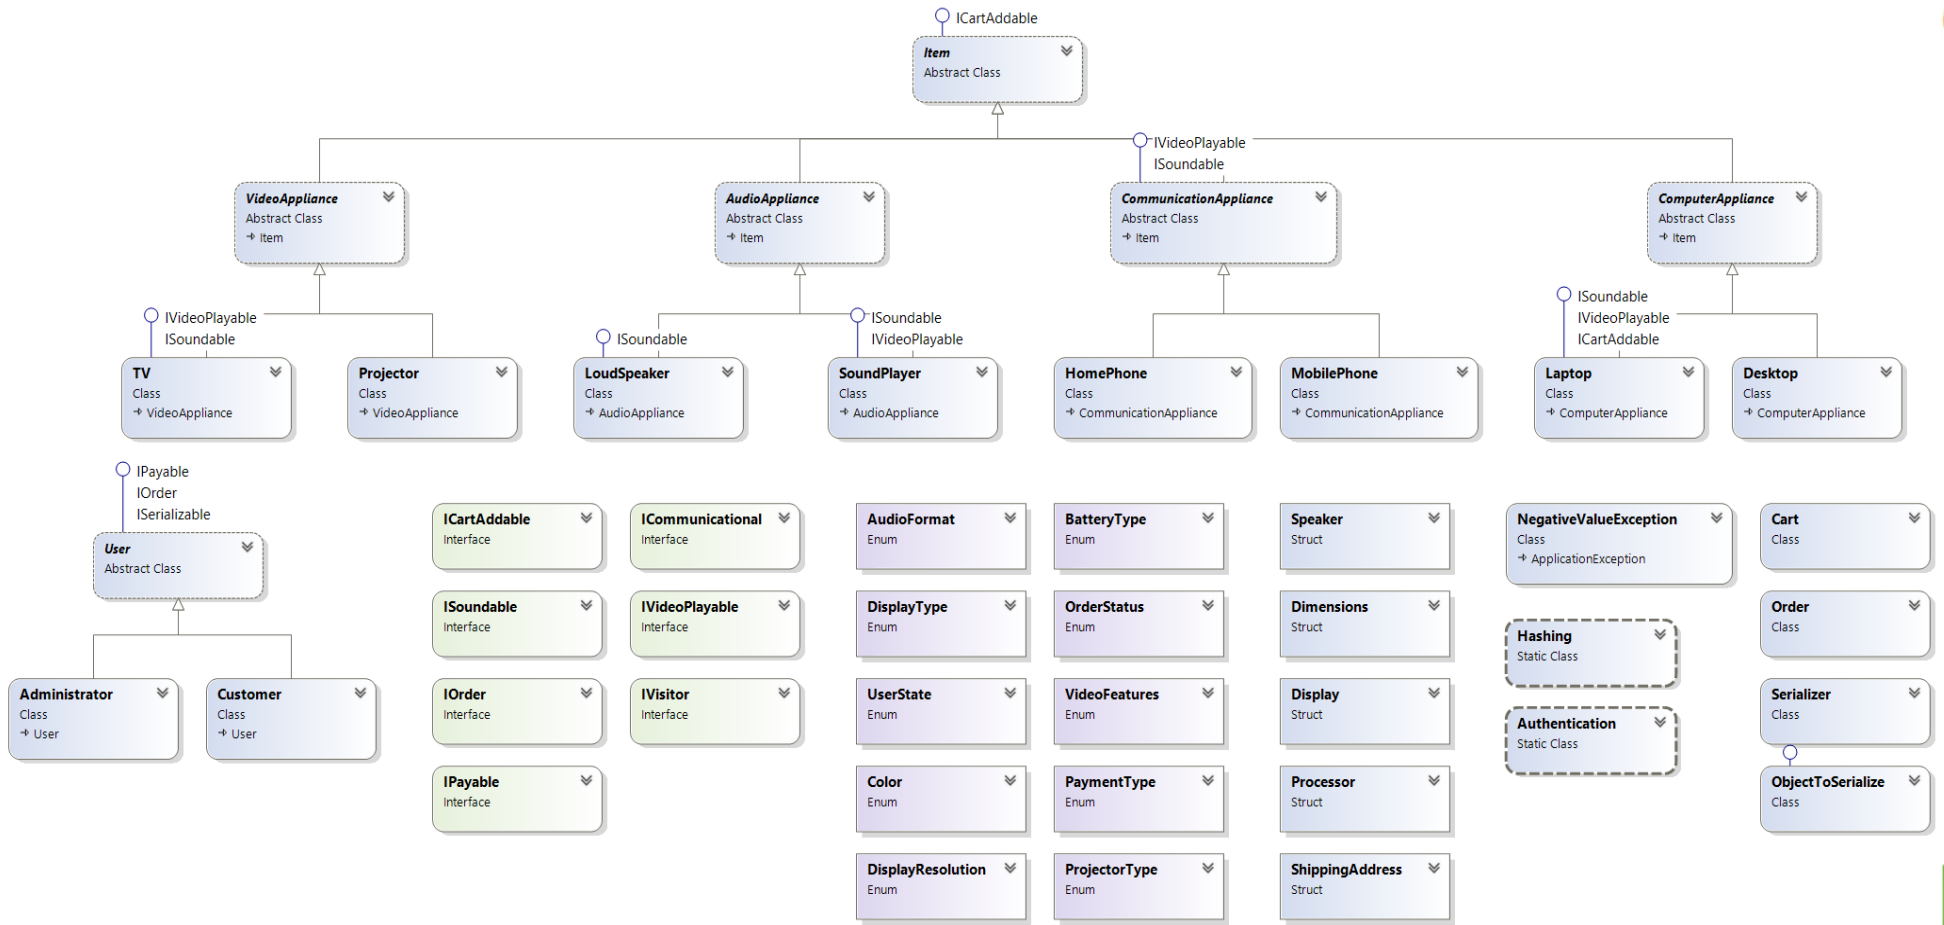 ICartAddable
Item
Abstract Class
IVideoPlayable
ISoundable
VideoAppliance
Abstract Class
Item
AudioAppliance
Abstract Class
Item
CommunicationAppliance
Abstract Class
Item
ComputerAppliance
Abstract Class
Item
IVideoPlayable
ISoundable
ISoundable
ISoundable
IVideoPlayable
ISoundable
IVideoPlayable
ICartAddable
TV
Class
VideoAppliance
Projector
Class
VideoAppliance
LoudSpeaker
Class
AudioAppliance
SoundPlayer
Class
AudioAppliance
HomePhone
Class
CommunicationAppliance
MobilePhone
Class
CommunicationAppliance
Laptop
Class
ComputerAppliance
Desktop
Class
ComputerAppliance
IPayable
IOrder
ISerializable
User
Abstract Class
Administrator
Class
User
Customer
Class
User
ICartAddable
Interface
ISoundable
Interface
IOrder
Interface
IPayable
Interface
ICommunicational
Interface
IVideoPlayable
Interface
IVisitor
Interface
AudioFormat
Enum
DisplayType
Enum
UserState
Enum
Color
Enum
DisplayResolution
Enum
BatteryType
Enum
OrderStatus
Enum
VideoFeatures
Enum
PaymentType
Enum
ProjectorType
Enum
Speaker
Struct
Dimensions
Struct
Display
Struct
Processor
Struct
ShippingAddress
Struct
NegativeValueException
Class
ApplicationException
Hashing
Static Class
Authentication
Static Class
Cart
Class
Order
Class
Serializer
Class
ObjectToSerialize
Class